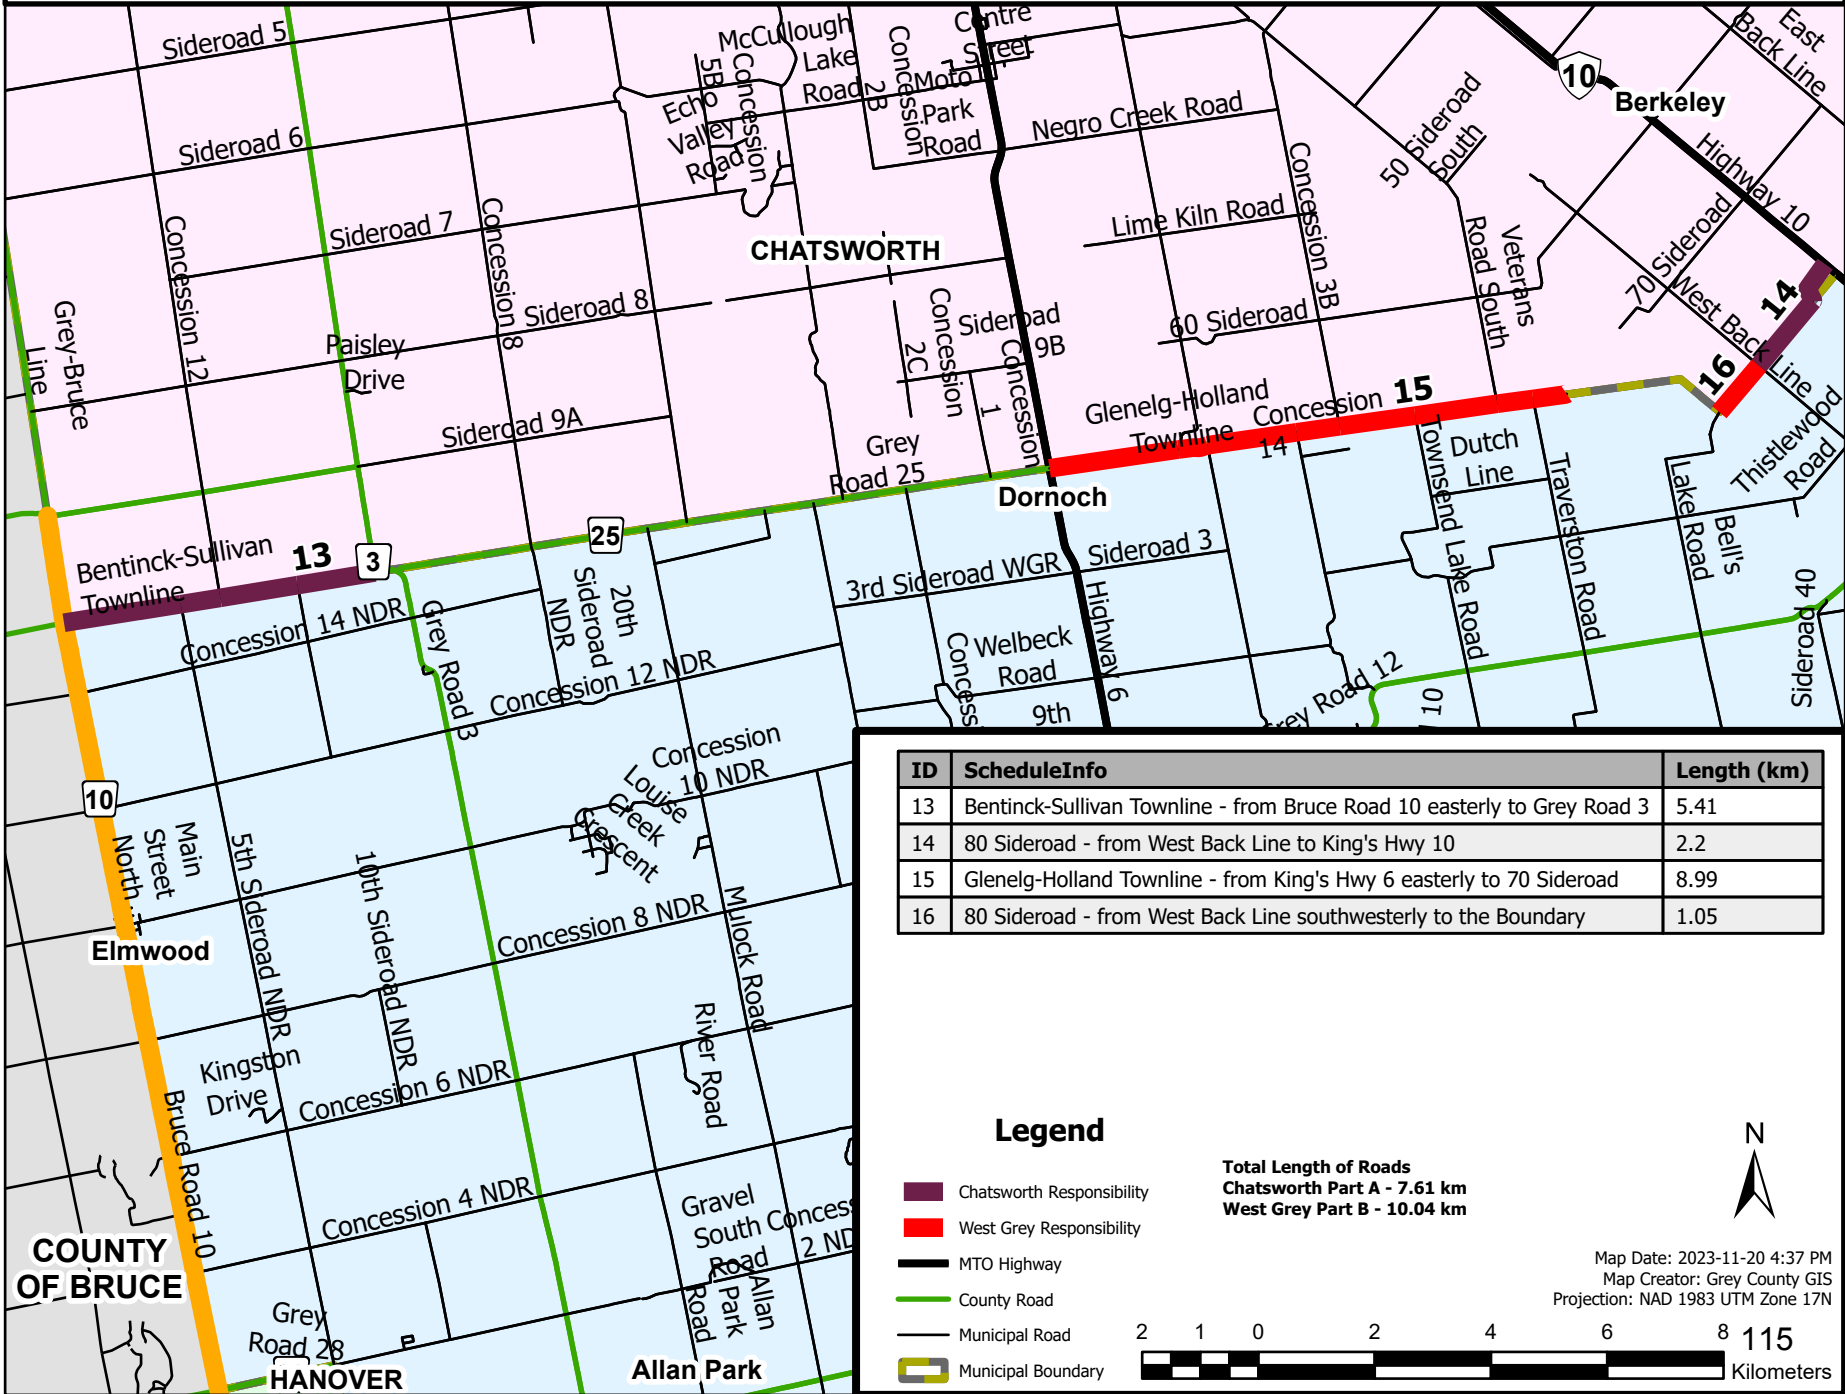 Sideroad 5
McCullough
Lake
Road
Concession
2B
Centre
Street
Moto
Park
Road
Concession
5B
Echo
Valley
Road
Negro Creek Road
50 Sideroad
South
10
Berkeley
East
Back Line
Highway 10
Sideroad 6
Sideroad 7
Concession 12
Concession 8
CHATSWORTH
Lime Kiln Road
Concession 3B
Veterans
Road South
70 Sideroad
West Back Line
14
16
Grey-Bruce
Line
Paisley
Drive
Sideroad 8
Concession
2C
Sideroad
9B
Concession
1
Concession
60 Sideroad
Sideroad 9A
Grey
Road 25
Glenelg-Holland
Townline
Concession
14
15
Dutch
Line
Thistlewood
Road
Dornoch
Bentinck-Sullivan
Townline
13
3
25
Concession 14 NDR
Grey Road 3
20th
Sideroad
NDR
Concession 12 NDR
3rd Sideroad WGR
Sideroad 3
Highway 6
Welbeck
Road
9th
Townsend Lake Road
Traverston Road
Bell's
Lake Road
Sideroad 40
Grey Road 12
10
10
Main
Street
North
Elmwood
5th Sideroad NDR
10th Sideroad NDR
Concession
10 NDR
Louise
Creek
Crescent
Concession 8 NDR
Mulock Road
River Road
Kingston
Drive
Concession 6 NDR
Bruce Road 10
Concession 4 NDR
Gravel
South
Road
Concess
2 ND
Allan
Park
Road
COUNTY
OF BRUCE
Grey
Road 28
HANOVER
Allan Park
ID ScheduleInfo Length (km)
13 Bentinck-Sullivan Townline - from Bruce Road 10 easterly to Grey Road 3 5.41
14 80 Sideroad - from West Back Line to King's Hwy 10 2.2
15 Glenelg-Holland Townline - from King's Hwy 6 easterly to 70 Sideroad 8.99
16 80 Sideroad - from West Back Line southwesterly to the Boundary 1.05
Legend
Chatsworth Responsibility
West Grey Responsibility
MTO Highway
County Road
Municipal Road
Municipal Boundary
Total Length of Roads
Chatsworth Part A - 7.61 km
West Grey Part B - 10.04 km
N
Map Date: 2023-11-20 4:37 PM
Map Creator: Grey County GIS
Projection: NAD 1983 UTM Zone 17N
2 1 0 2 4 6 8
Kilometers
115